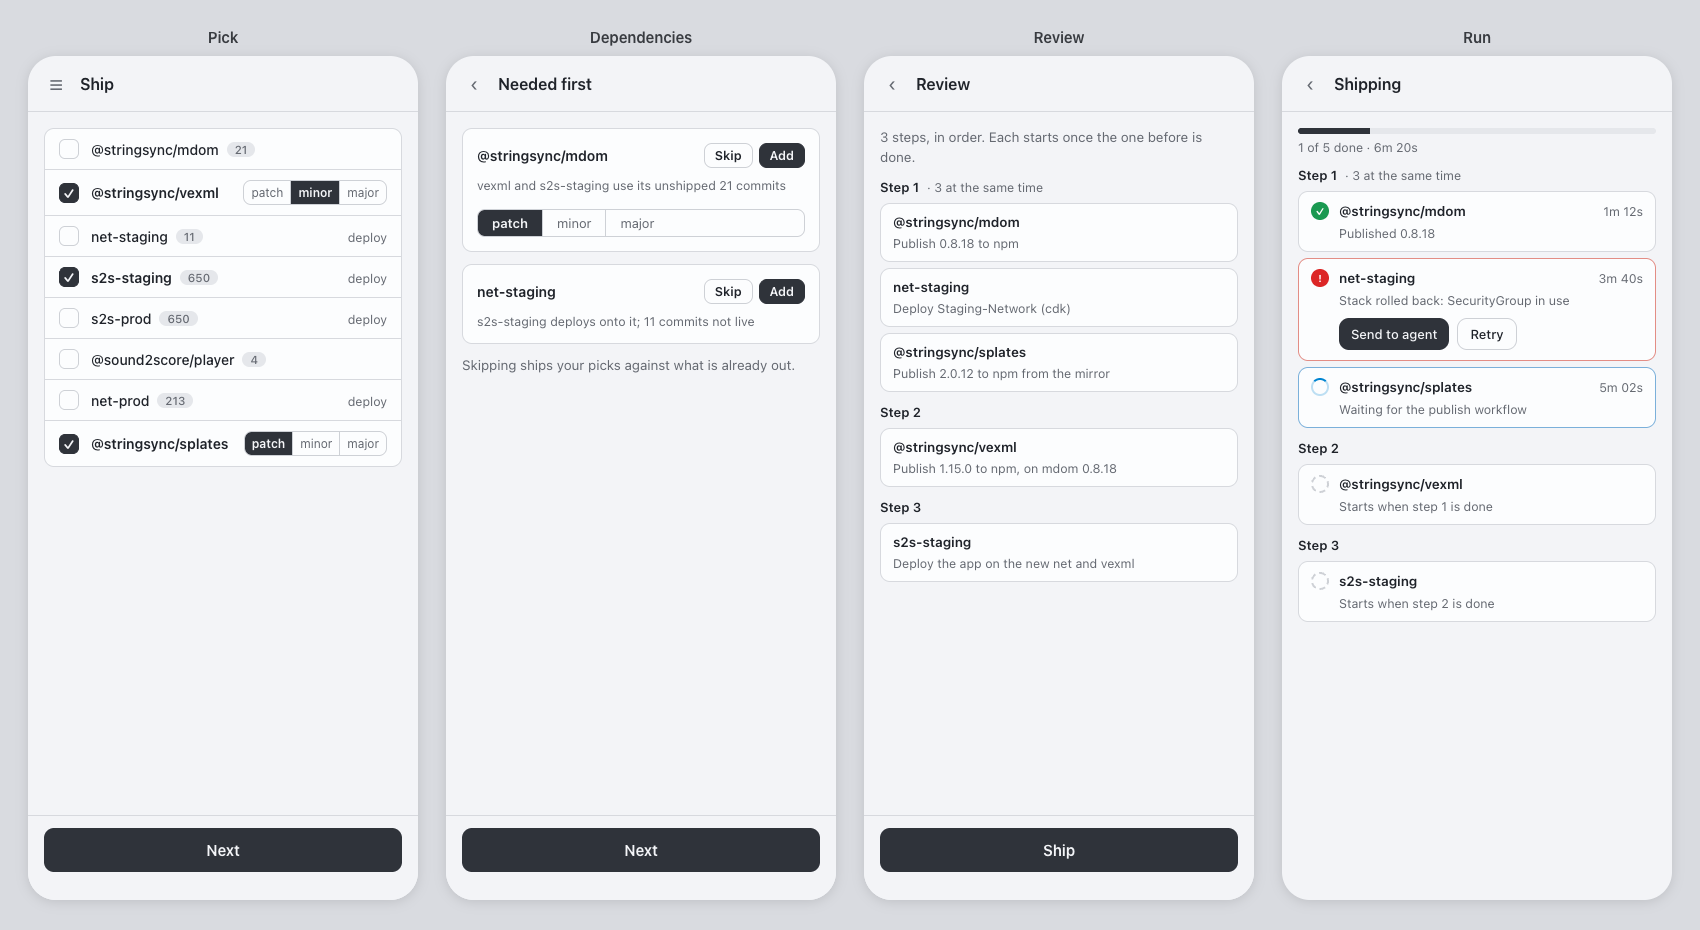 Pick
Ship
@stringsync/mdom 21
@stringsync/vexml patch minor major
net-staging 11 deploy
s2s-staging 650 deploy
s2s-prod 650 deploy
@sound2score/player 4
net-prod 213 deploy
@stringsync/splates patch minor major
Next
Dependencies
Needed first
@stringsync/mdom Skip Add
vexml and s2s-staging use its unshipped 21 commits
patch minor major
net-staging Skip Add
s2s-staging deploys onto it; 11 commits not live
Skipping ships your picks against what is already out.
Next
Review
Review
3 steps, in order. Each starts once the one before is
done.
Step 1 · 3 at the same time
@stringsync/mdom
Publish 0.8.18 to npm
net-staging
Deploy Staging-Network (cdk)
@stringsync/splates
Publish 2.0.12 to npm from the mirror
Step 2
@stringsync/vexml
Publish 1.15.0 to npm, on mdom 0.8.18
Step 3
s2s-staging
Deploy the app on the new net and vexml
Ship
Run
Shipping
1 of 5 done · 6m 20s
Step 1 · 3 at the same time
@stringsync/mdom 1m 12s
Published 0.8.18
net-staging 3m 40s
Stack rolled back: SecurityGroup in use
Send to agent Retry
@stringsync/splates 5m 02s
Waiting for the publish workflow
Step 2
@stringsync/vexml
Starts when step 1 is done
Step 3
s2s-staging
Starts when step 2 is done